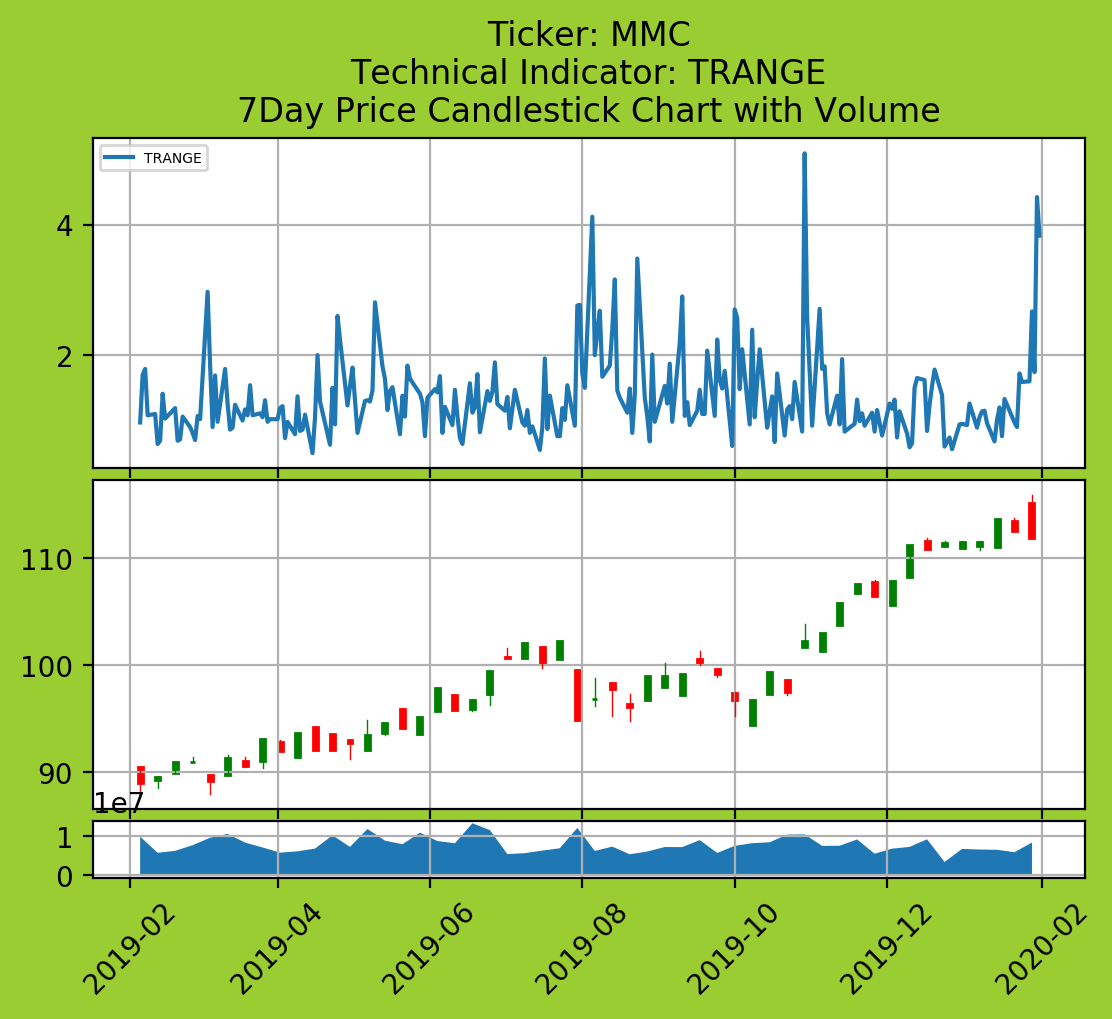 Ticker: MMC
Technical Indicator: TRANGE
7Day Price Candlestick Chart with Volume
TRANGE
4
2
110
100
90
1e7
1
0
2019-02
2019-04
2019-06
2019-08
2019-10
2019-12
2020-02